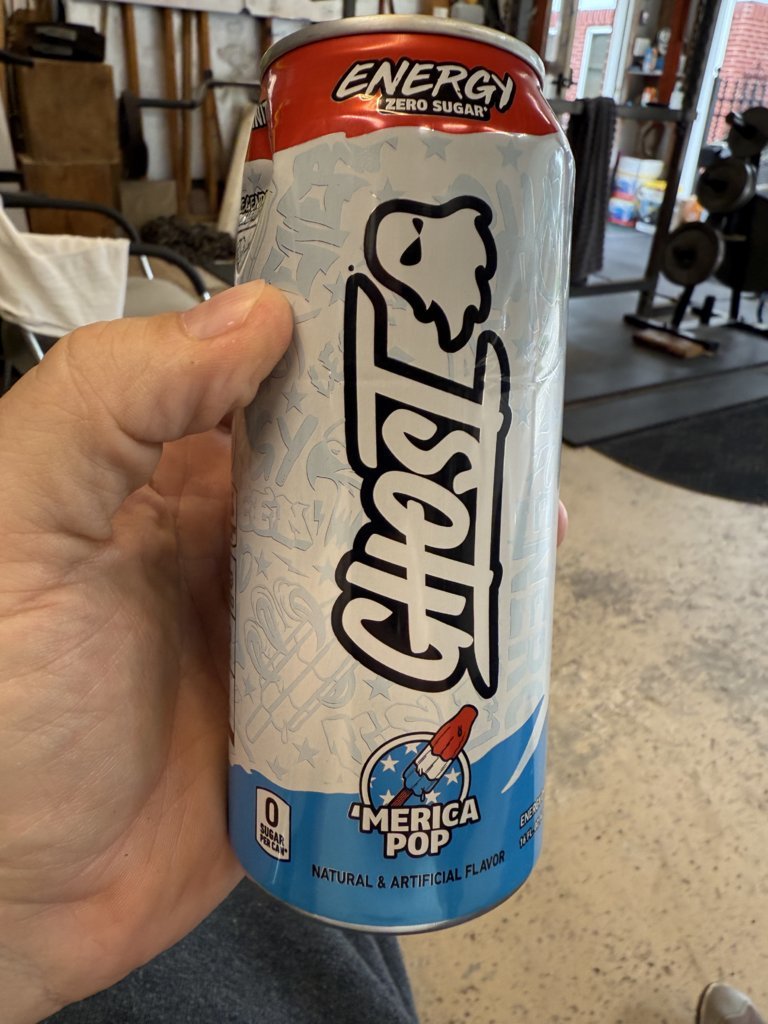 ENERGY
ZERO SUGAR*
GHOST
'MERICA
POP
0
SUGAR
PER CAN*
NATURAL & ARTIFICIAL FLAVOR